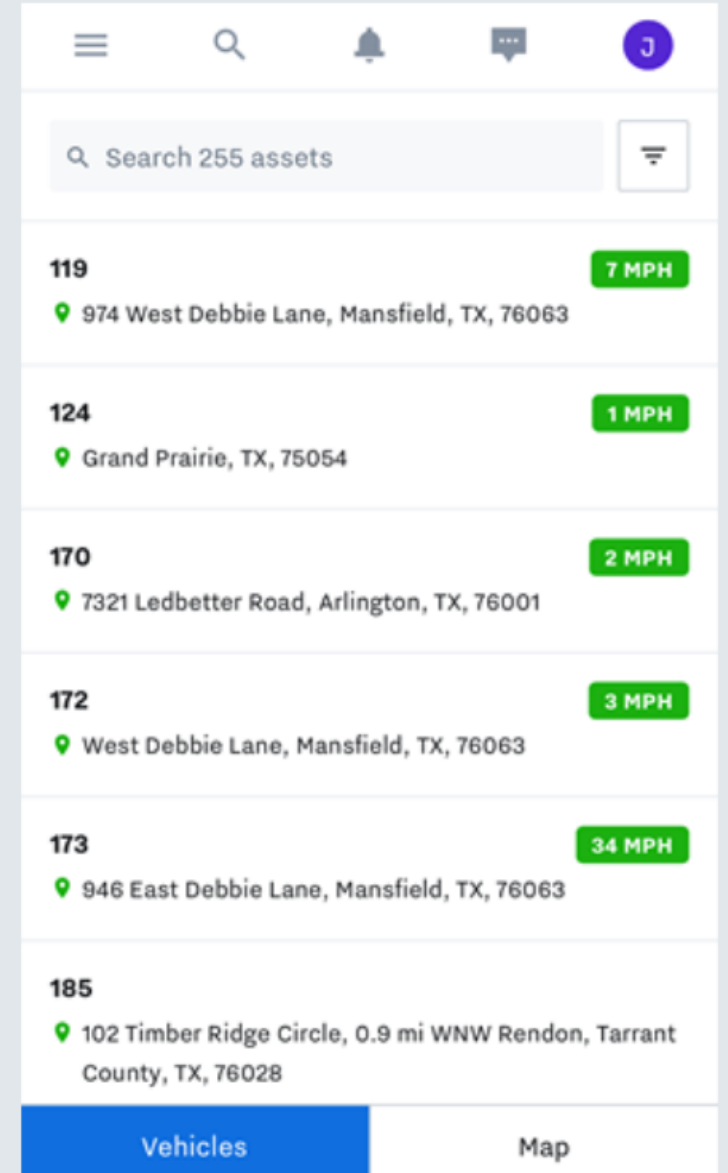 J
Search 255 assets
119
7 MPH
974 West Debbie Lane, Mansfield, TX, 76063
124
1 MPH
Grand Prairie, TX, 75054
170
2 MPH
7321 Ledbetter Road, Arlington, TX, 76001
172
3 MPH
West Debbie Lane, Mansfield, TX, 76063
173
34 MPH
946 East Debbie Lane, Mansfield, TX, 76063
185
102 Timber Ridge Circle, 0.9 mi WNW Rendon, Tarrant
County, TX, 76028
Vehicles
Map